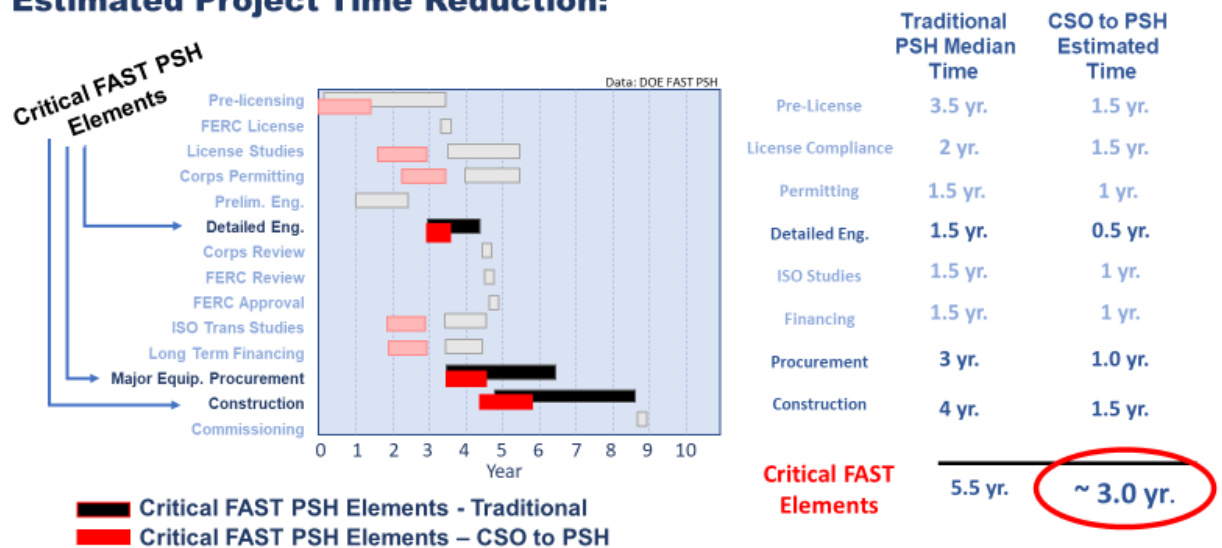 Estimated Project Time Reduction:
Critical FAST PSH
Elements
Data: DOE FAST PSH
Pre-licensing
FERC License
License Studies
Corps Permitting
Prelim. Eng.
Detailed Eng.
Corps Review
FERC Review
FERC Approval
ISO Trans Studies
Long Term Financing
Major Equip. Procurement
Construction
Commissioning
0 1 2 3 4 5 6 7 8 9 10
Year
Critical FAST PSH Elements - Traditional
Critical FAST PSH Elements – CSO to PSH
Traditional
PSH Median
Time
CSO to PSH
Estimated
Time
Pre-License 3.5 yr. 1.5 yr.
License Compliance 2 yr. 1.5 yr.
Permitting 1.5 yr. 1 yr.
Detailed Eng. 1.5 yr. 0.5 yr.
ISO Studies 1.5 yr. 1 yr.
Financing 1.5 yr. 1 yr.
Procurement 3 yr. 1.0 yr.
Construction 4 yr. 1.5 yr.
Critical FAST
Elements
5.5 yr. ~ 3.0 yr.